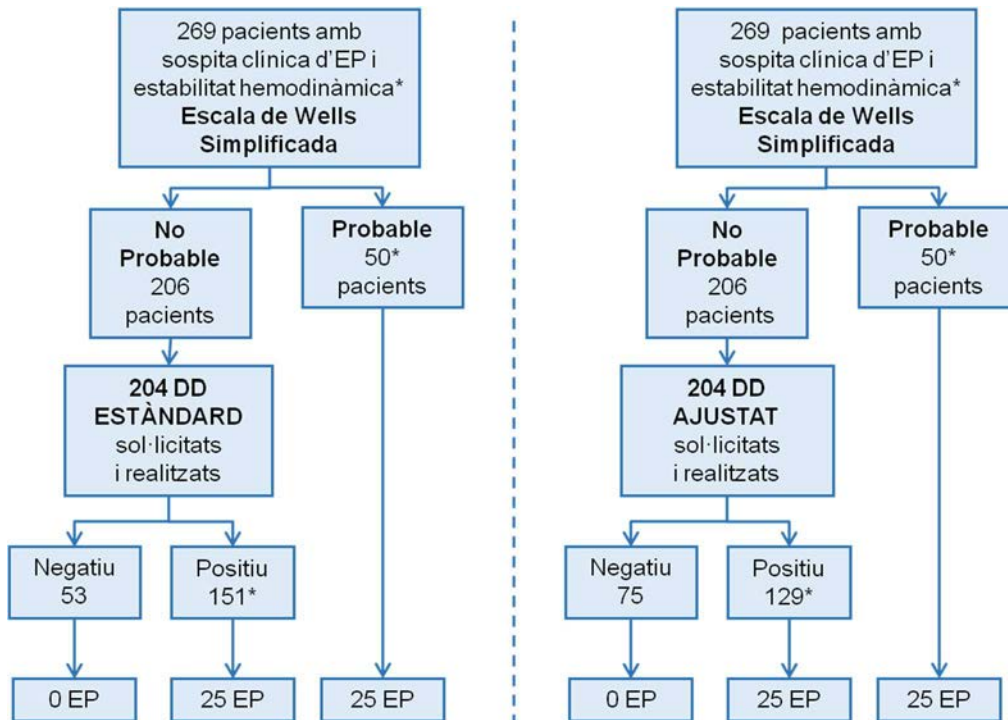 269 pacients amb
sospita clínica d'EP i
estabilitat hemodinàmica*
Escala de Wells
Simplificada
No
Probable
206
pacients
Probable
50*
pacients
204 DD
ESTÀNDARD
sol·licitats
i realitzats
Negatiu
53
Positiu
151*
0 EP
25 EP
25 EP
269 pacients amb
sospita clínica d'EP i
estabilitat hemodinàmica*
Escala de Wells
Simplificada
No
Probable
206
pacients
Probable
50*
pacients
204 DD
AJUSTAT
sol·licitats
i realitzats
Negatiu
75
Positiu
129*
0 EP
25 EP
25 EP